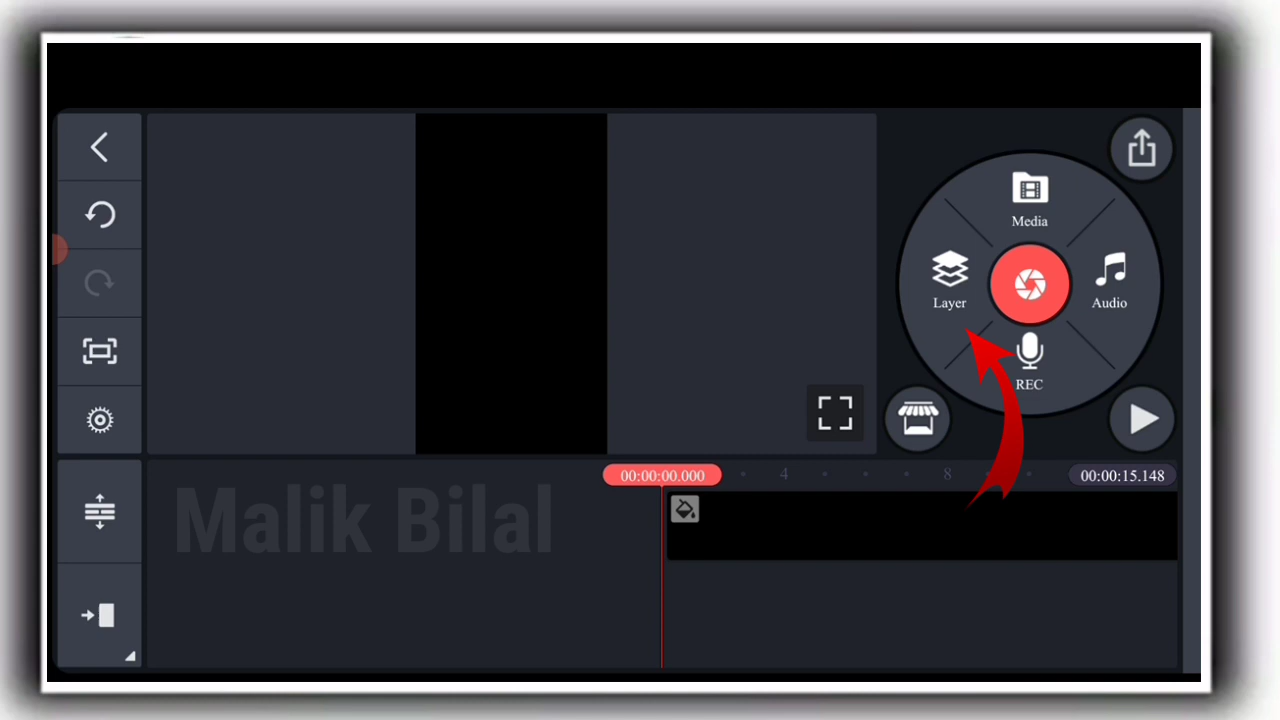 Media
Layer
Audio
REC
00:00:00.000
4
8
00:00:15.148
Malik Bilal